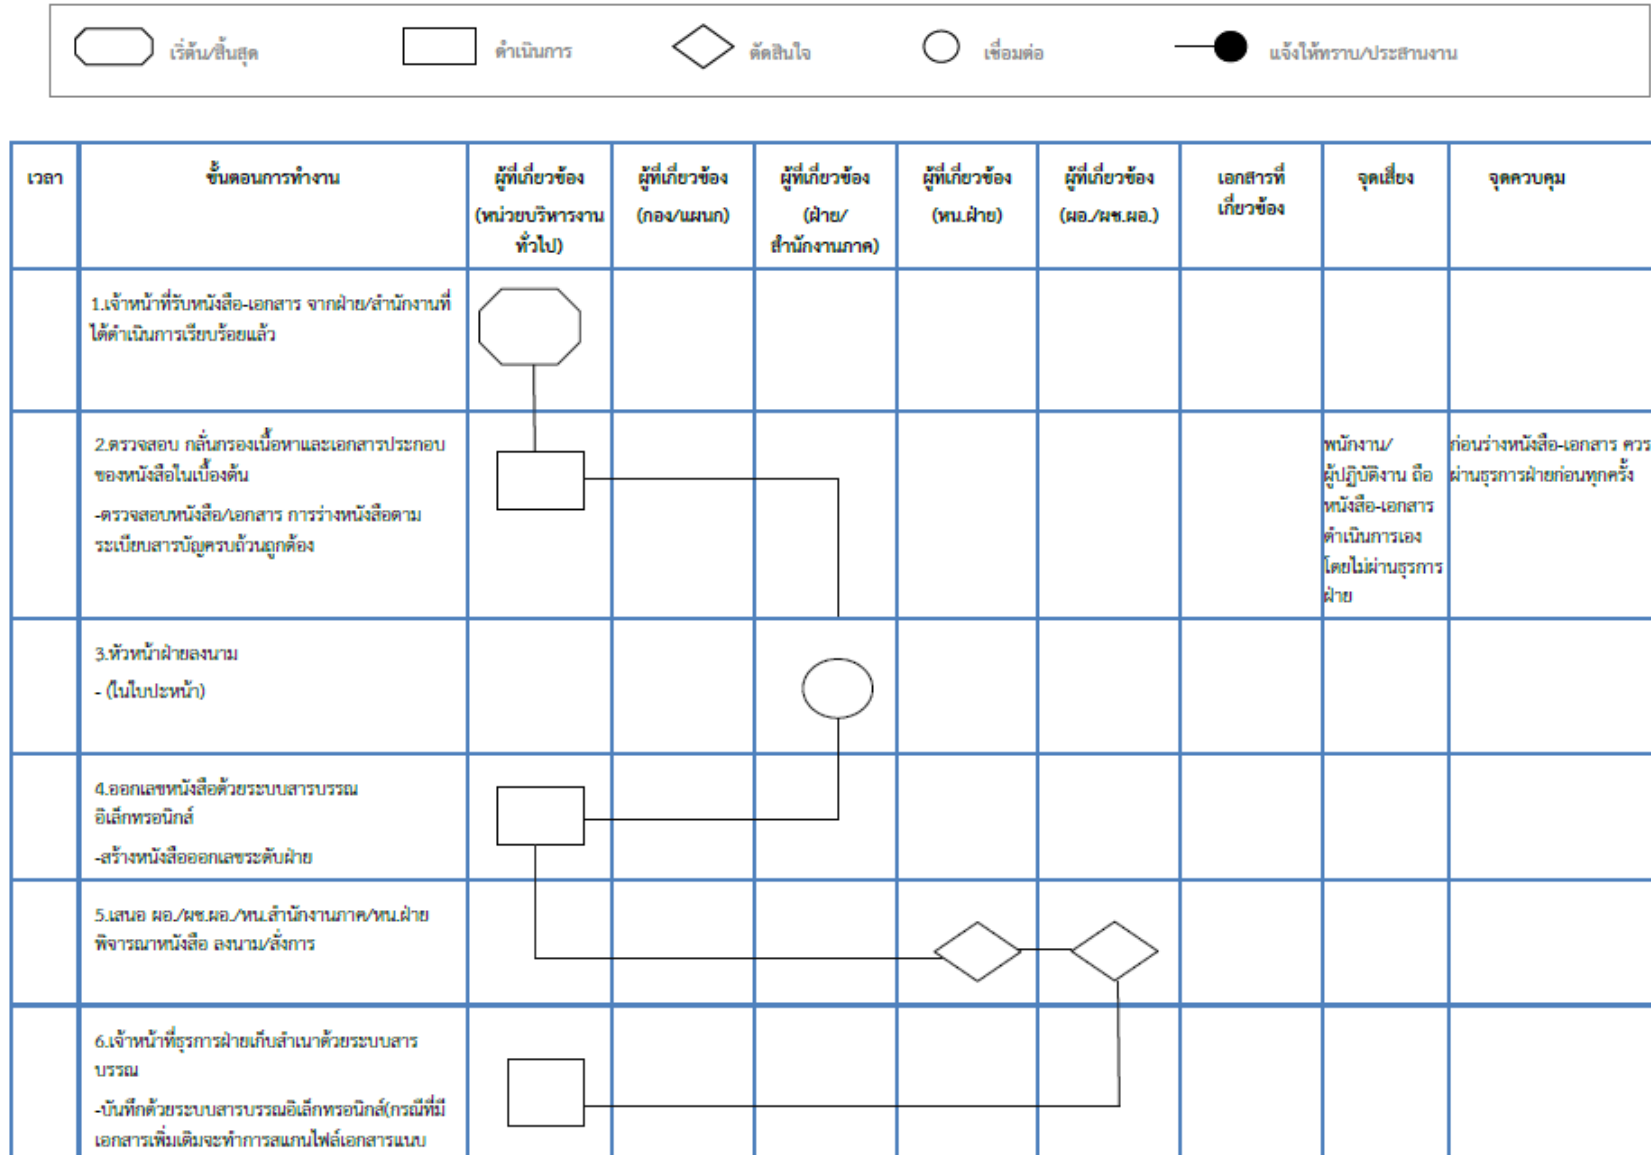 เริ่ต้น/สิ้นสุด
ดำเนินการ
ตัดสินใจ
เชื่อมต่อ
แจ้งให้ทราบ/ประสานงาน
เวลา
ขั้นตอนการทำงาน
ผู้ที่เกี่ยวข้อง
(หน่วยบริหารงาน
ทั่วไป)
ผู้ที่เกี่ยวข้อง
(กอง/แผนก)
ผู้ที่เกี่ยวข้อง
(ฝ่าย/
สำนักงานภาค)
ผู้ที่เกี่ยวข้อง
(หน.ฝ่าย)
ผู้ที่เกี่ยวข้อง
(ผอ./ผช.ผอ.)
เอกสารที่
เกี่ยวข้อง
จุดเสี่ยง
จุดควบคุม
1.เจ้าหน้าที่รับหนังสือ-เอกสาร จากฝ่าย/สำนักงานที่
ได้ดำเนินการเรียบร้อยแล้ว
2.ตรวจสอบ กลั่นกรองเนื้อหาและเอกสารประกอบ
ของหนังสือในเบื้องต้น
-ตรวจสอบหนังสือ/เอกสาร การร่างหนังสือตาม
ระเบียบสารบัญครบถ้วนถูกต้อง
พนักงาน/
ผู้ปฏิบัติงาน ถือ
หนังสือ-เอกสาร
ดำเนินการเอง
โดยไม่ผ่านธุรการ
ฝ่าย
ก่อนร่างหนังสือ-เอกสาร ควร
ผ่านธุรการฝ่ายก่อนทุกครั้ง
3.หัวหน้าฝ่ายลงนาม
- (ในใบปะหน้า)
4.ออกเลขหนังสือด้วยระบบสารบรรณ
อิเล็กทรอนิกส์
-สร้างหนังสือออกเลขระดับฝ่าย
5.เสนอ ผอ./ผช.ผอ./หน.สำนักงานภาค/หน.ฝ่าย
พิจารณาหนังสือ ลงนาม/สั่งการ
6.เจ้าหน้าที่ธุรการฝ่ายเก็บสำเนาด้วยระบบสาร
บรรณ
-บันทึกด้วยระบบสารบรรณอิเล็กทรอนิกส์(กรณีที่มี
เอกสารเพิ่มเติมจะทำการสแกนไฟล์เอกสารแนบ